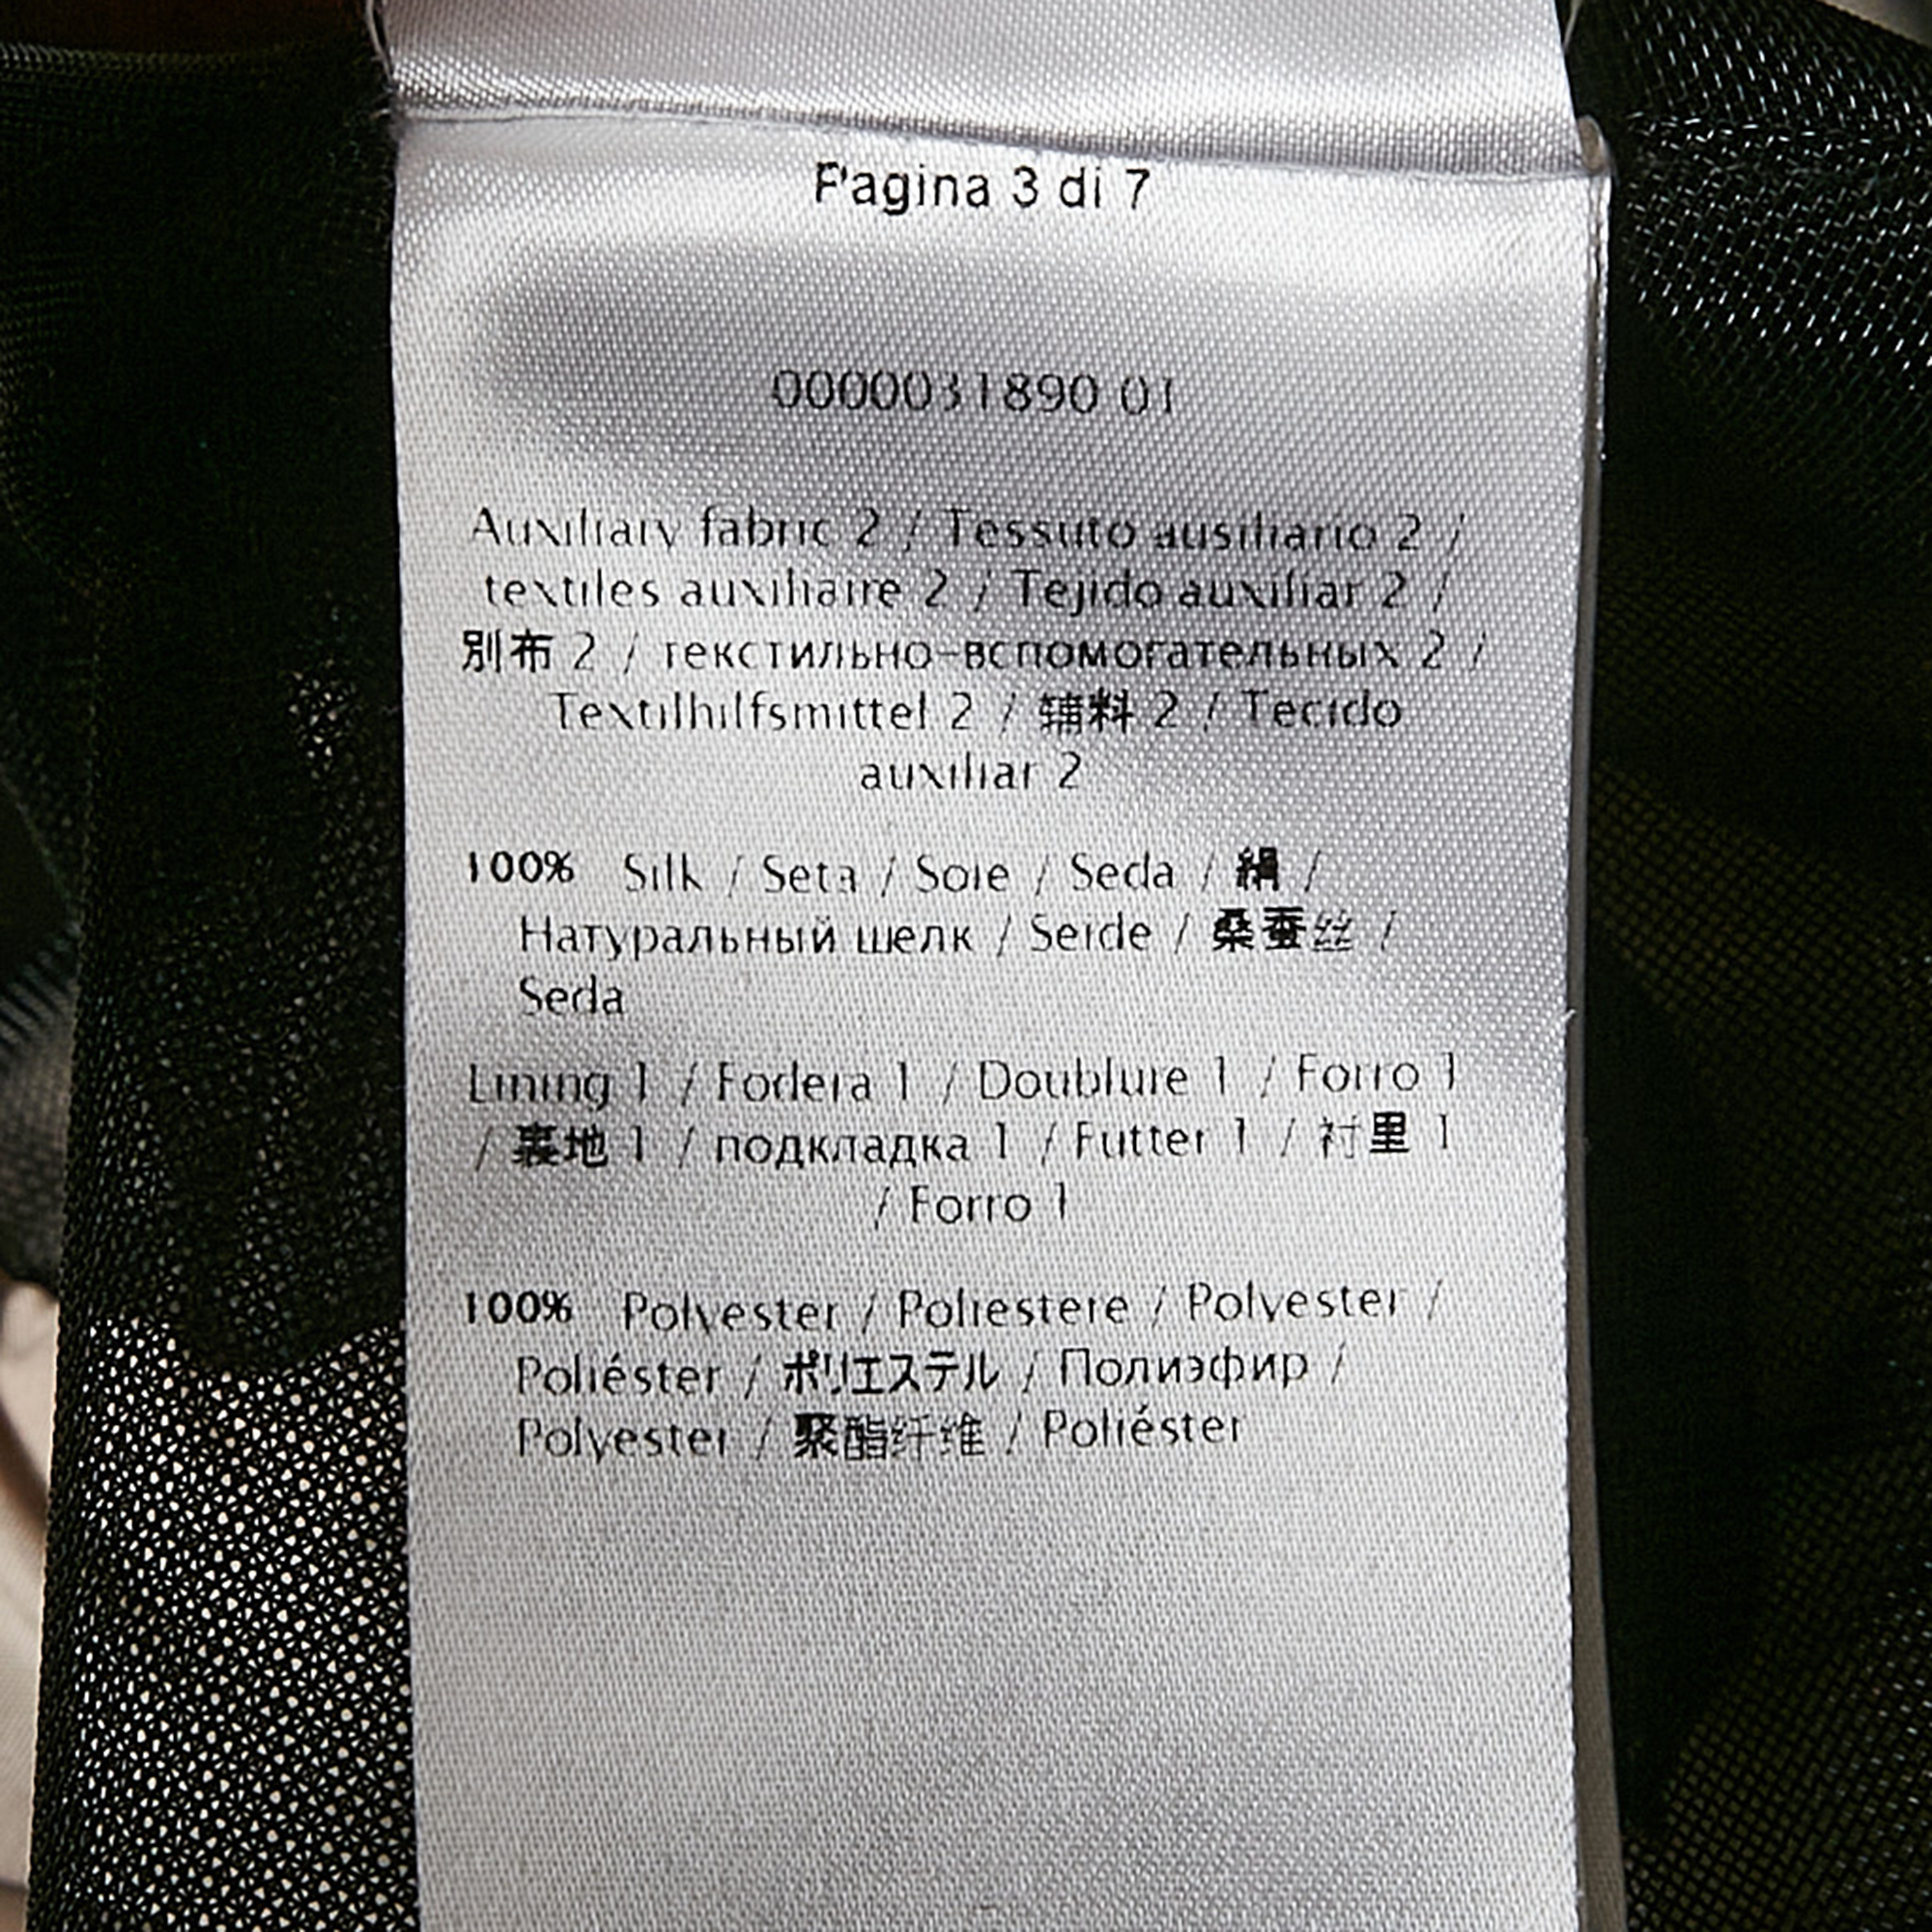 Pagina 3 di 7
0000031890 01
Auxiliary fabric 2 / Tessuto ausiliario 2 /
textiles auxiliaire 2 / Tejido auxiliar 2 /
別布 2 / текстильно-вспомогательных 2 /
Textilhilfsmittel 2 / 辅料 2 / Tecido
auxiliar 2
100% Silk / Seta / Soie / Seda / 絹 /
Натуральный шелк / Seide / 桑蚕丝 /
Seda
Lining 1 / Fodera 1 / Doublure 1 / Forro 1
/ 裏地 1 / подкладка 1 / Futter 1 / 衬里 1
/ Forro 1
100% Polyester / Poliestere / Polyester /
Poliéster / ポリエステル / Полиэфир /
Polyester / 聚酯纤维 / Poliéster